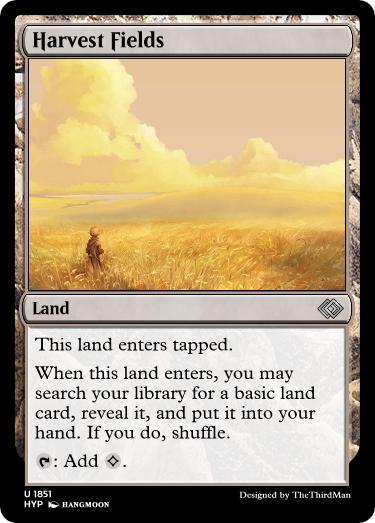 Harvest Fields
Land
This land enters tapped.
When this land enters, you may
search your library for a basic land
card, reveal it, and put it into your
hand. If you do, shuffle.
: Add .
U 1851
HYP HANGMOON
Designed by TheThirdMan